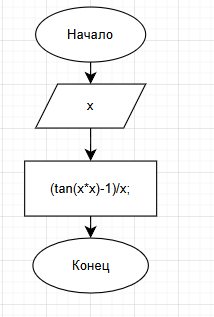 Начало
x
(tan(x*x)-1)/x;
Конец